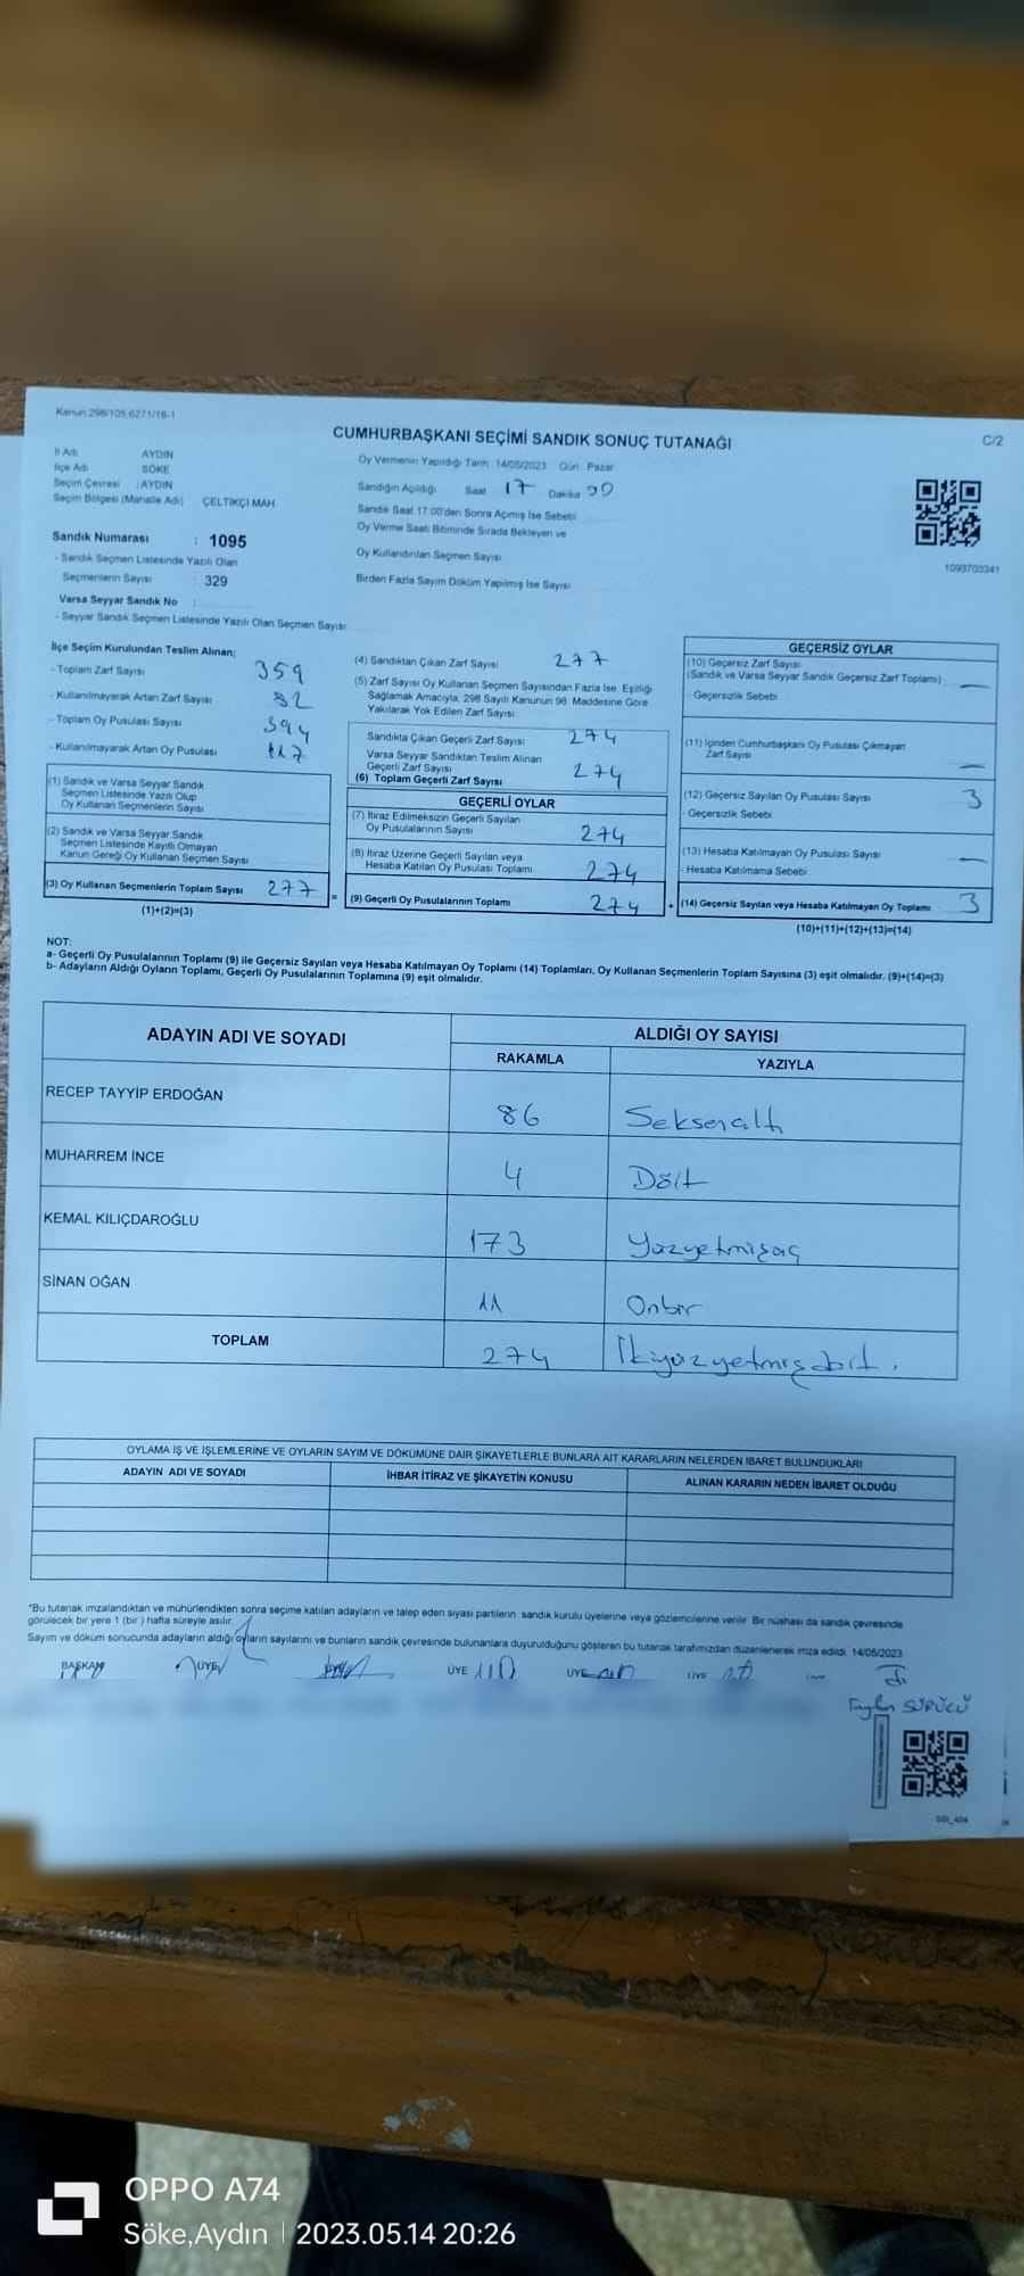 Kanun:298/105,6271/18-1
CUMHURBAŞKANI SEÇİMİ SANDIK SONUÇ TUTANAĞI
C/2
İl Adı AYDIN
İlçe Adı SÖKE
Seçim Çevresi : AYDIN
Seçim Bölgesi (Mahalle Adı) ÇELTİKÇİ MAH.
Oy Vermenin Yapıldığı Tarih : 14/05/2023 Gün : Pazar
Sandığın Açıldığı Saat 17 Dakika
Sandık Saat 17:00'den Sonra Açmış İse Sebebi
Oy Verme Saati Bitiminde Sırada Bekleyen ve
Oy Kullandırılan Seçmen Sayısı
Birden Fazla Sayım Döküm Yapılmış İse Sayısı
1093703341
Sandık Numarası : 1095
- Sandık Seçmen Listesinde Yazılı Olan
Seçmenlerin Sayısı : 329
Varsa Seyyar Sandık No :
- Seyyar Sandık Seçmen Listesinde Yazılı Olan Seçmen Sayısı
İlçe Seçim Kurulundan Teslim Alınan;
- Toplam Zarf Sayısı 359
- Kullanılmayarak Artan Zarf Sayısı 82
- Toplam Oy Pusulası Sayısı 394
- Kullanılmayarak Artan Oy Pusulası 117
(1) Sandık ve Varsa Seyyar Sandık
Seçmen Listesinde Yazılı Olup
Oy Kullanan Seçmenlerin Sayısı
(2) Sandık ve Varsa Seyyar Sandık
Seçmen Listesinde Kayıtlı Olmayan
Kanun Gereği Oy Kullanan Seçmen Sayısı
(3) Oy Kullanan Seçmenlerin Toplam Sayısı 277 =
(1)+(2)=(3)
(4) Sandıktan Çıkan Zarf Sayısı 277
(5) Zarf Sayısı Oy Kullanan Seçmen Sayısından Fazla İse, Eşitliği
Sağlamak Amacıyla, 298 Sayılı Kanunun 98. Maddesine Göre
Yakılarak Yok Edilen Zarf Sayısı
Sandıkta Çıkan Geçerli Zarf Sayısı 274
Varsa Seyyar Sandıktan Teslim Alınan
Geçerli Zarf Sayısı
(6) Toplam Geçerli Zarf Sayısı 274
GEÇERLİ OYLAR
(7) İtiraz Edilmeksizin Geçerli Sayılan
Oy Pusulalarının Sayısı 274
(8) İtiraz Üzerine Geçerli Sayılan veya
Hesaba Katılan Oy Pusulası Toplamı 274
(9) Geçerli Oy Pusulalarının Toplamı 274 +
GEÇERSİZ OYLAR
(10) Geçersiz Zarf Sayısı
(Sandık ve Varsa Seyyar Sandık Geçersiz Zarf Toplamı) —
- Geçersizlik Sebebi
(11) İçinden Cumhurbaşkanı Oy Pusulası Çıkmayan
Zarf Sayısı —
(12) Geçersiz Sayılan Oy Pusulası Sayısı 3
- Geçersizlik Sebebi
(13) Hesaba Katılmayan Oy Pusulası Sayısı —
- Hesaba Katılmama Sebebi
(14) Geçersiz Sayılan veya Hesaba Katılmayan Oy Toplamı 3
(10)+(11)+(12)+(13)=(14)
NOT:
a- Geçerli Oy Pusulalarının Toplamı (9) ile Geçersiz Sayılan veya Hesaba Katılmayan Oy Toplamı (14) Toplamları, Oy Kullanan Seçmenlerin Toplam Sayısına (3) eşit olmalıdır. (9)+(14)=(3)
b- Adayların Aldığı Oyların Toplamı, Geçerli Oy Pusulalarının Toplamına (9) eşit olmalıdır.
ADAYIN ADI VE SOYADI ALDIĞI OY SAYISI
RAKAMLA YAZIYLA
RECEP TAYYİP ERDOĞAN 86 Seksenaltı
MUHARREM İNCE 4 Dört
KEMAL KILIÇDAROĞLU 173 Yüzyetmişüç
SİNAN OĞAN 11 Onbir
TOPLAM 274 İkiyüzyetmişdört.
OYLAMA İŞ VE İŞLEMLERİNE VE OYLARIN SAYIM VE DÖKÜMÜNE DAİR ŞİKAYETLERLE BUNLARA AİT KARARLARIN NELERDEN İBARET BULUNDUKLARI
ADAYIN ADI VE SOYADI İHBAR İTİRAZ VE ŞİKAYETİN KONUSU ALINAN KARARIN NEDEN İBARET OLDUĞU
*Bu tutanak imzalandıktan ve mühürlendikten sonra seçime katılan adayların ve talep eden siyasi partilerin sandık kurulu üyelerine veya gözlemcilerine verilir. Bir nüshası da sandık çevresinde
görülecek bir yere 1 (bir ) hafta süreyle asılır.
Sayım ve döküm sonucunda adayların aldığı oyların sayılarını ve bunların sandık çevresinde bulunanlara duyurulduğunu gösteren bu tutanak tarafımızdan düzenlenerek imza edildi. 14/05/2023
BAŞKAN ÜYE ÜYE ÜYE ÜYE
SÜRÜCÜ
OPPO A74
Söke,Aydın | 2023.05.14 20:26